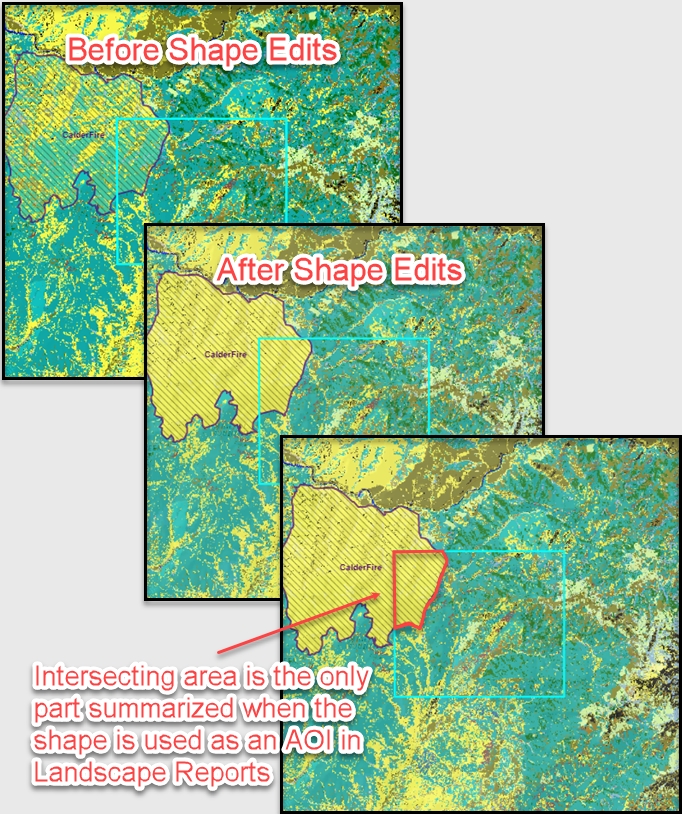 Before Shape Edits
CalderFire
After Shape Edits
CalderFire
CalderFire
Intersecting area is the only
part summarized when the
shape is used as an AOI in
Landscape Reports